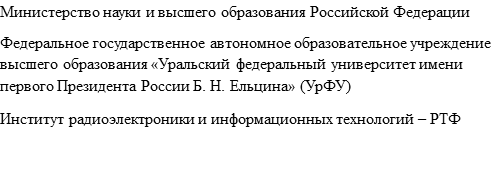 Министерство науки и высшего образования Российской Федерации
Федеральное государственное автономное образовательное учреждение
высшего образования «Уральский федеральный университет имени
первого Президента России Б. Н. Ельцина» (УрФУ)
Институт радиоэлектроники и информационных технологий – РТФ